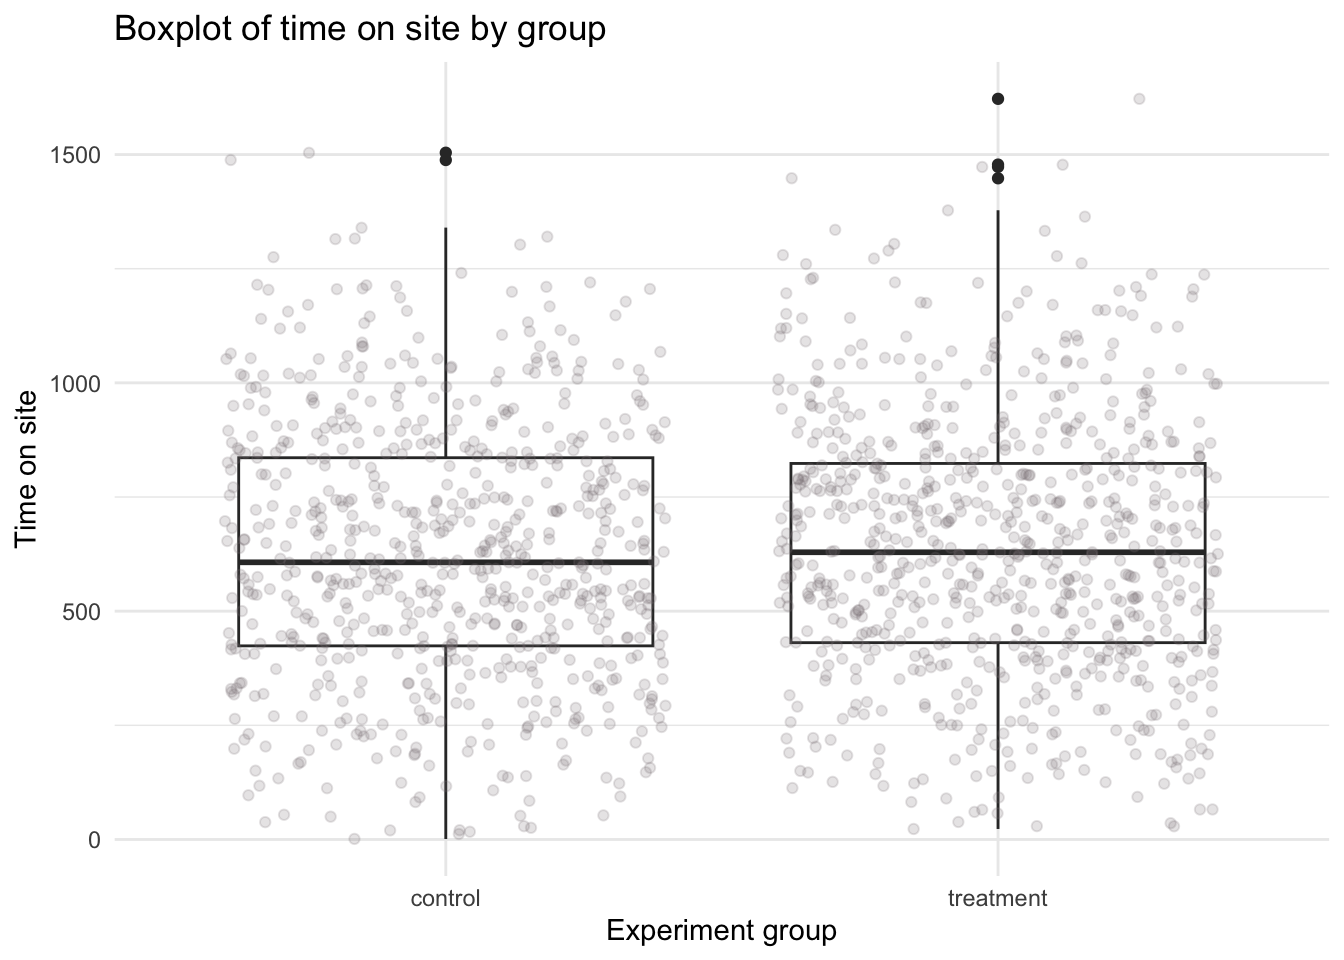 Boxplot of time on site by group
Time on site
1500
1000
500
0
control treatment
Experiment group